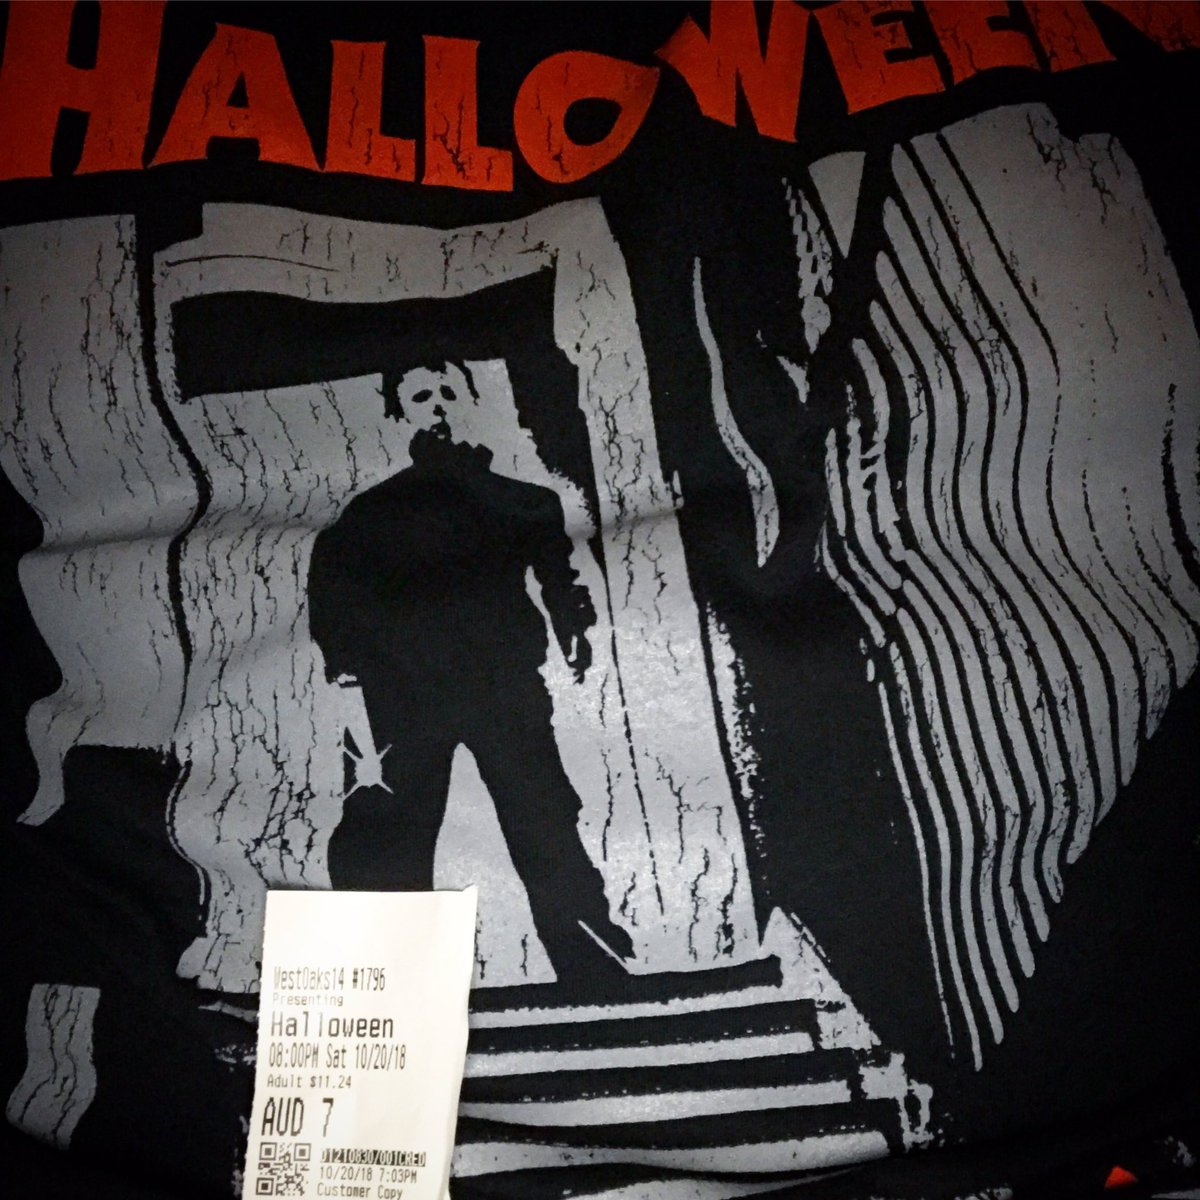 HALLOWEEN
WestOaks14 #1796
Presenting
Halloween
08:00PM Sat 10/20/18
Adult $11.24
AUD 7
01210830/001CRED
10/20/18 7:03PM
Customer Copy